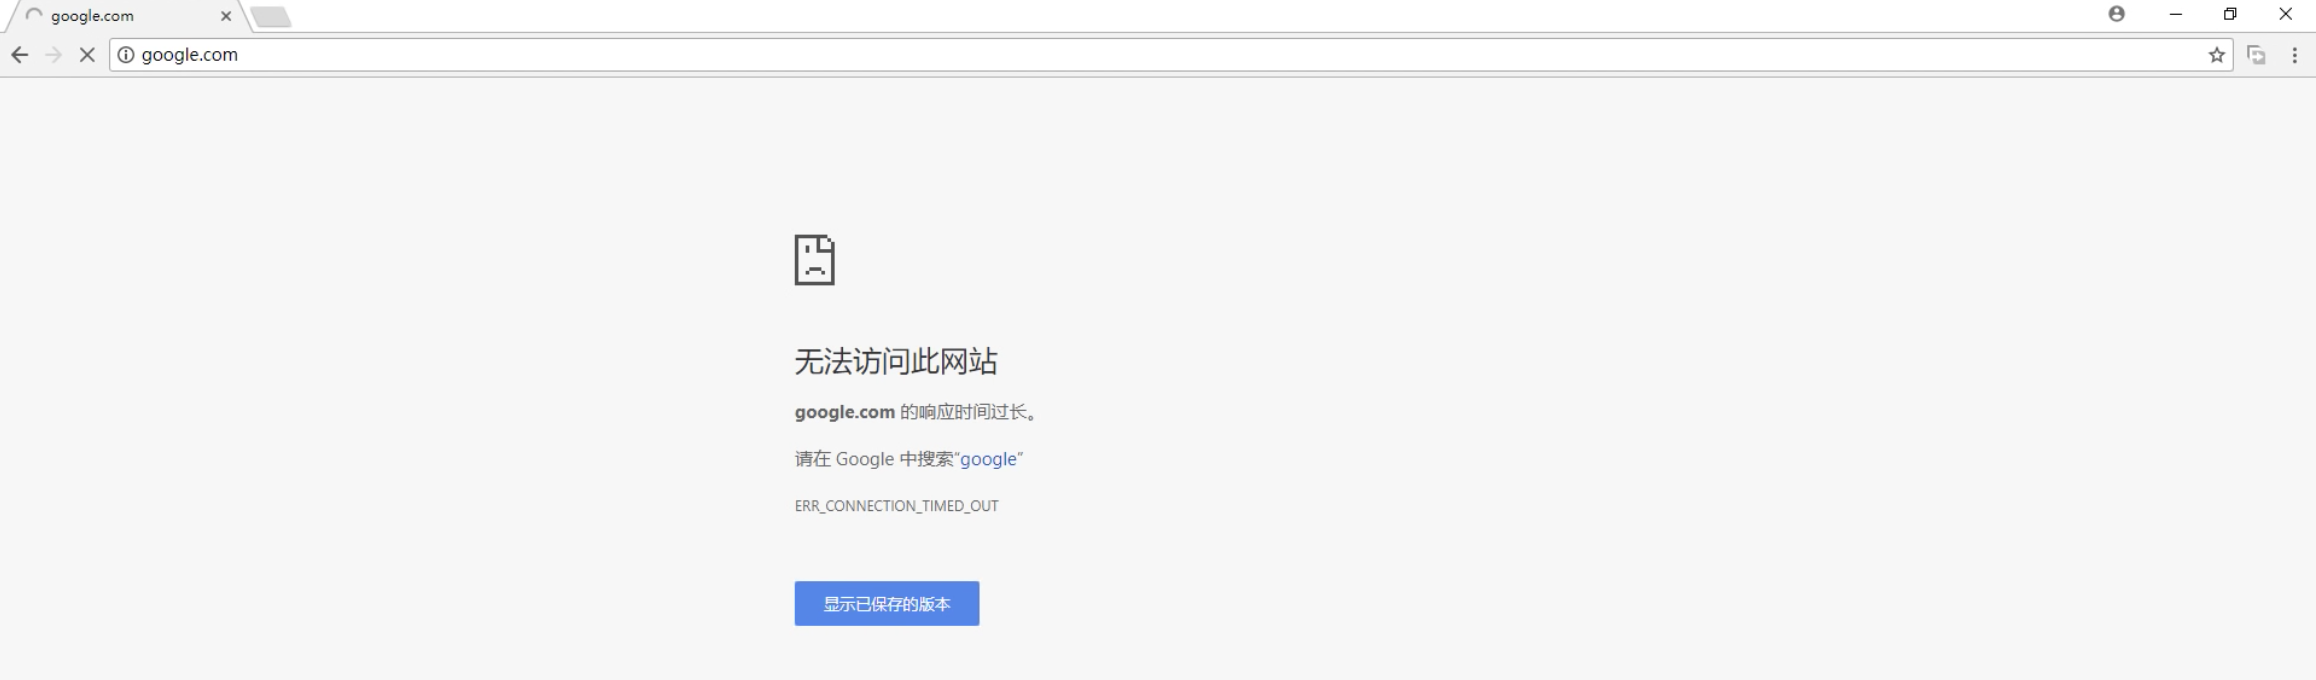 google.com
google.com
无法访问此网站
google.com 的响应时间过长。
请在 Google 中搜索“google”
ERR_CONNECTION_TIMED_OUT
显示已保存的版本